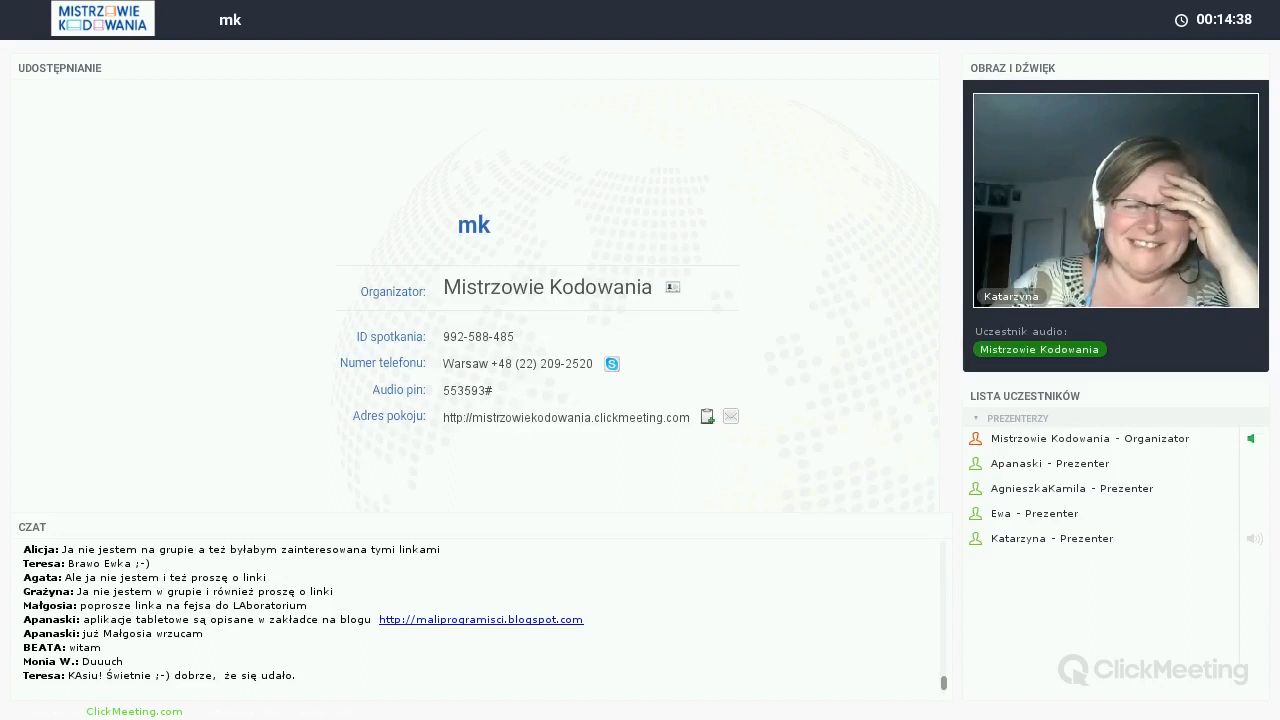 MISTRZOWIE
KODOWANIA
mk
00:14:38
UDOSTĘPNIANIE
mk
Organizator: Mistrzowie Kodowania
ID spotkania: 992-588-485
Numer telefonu: Warsaw +48 (22) 209-2520
Audio pin: 553593#
Adres pokoju: http://mistrzowiekodowania.clickmeeting.com
CZAT
Alicja: Ja nie jestem na grupie a też byłabym zainteresowana tymi linkami
Teresa: Brawo Ewka ;-)
Agata: Ale ja nie jestem i też proszę o linki
Grażyna: Ja nie jestem w grupie i również proszę o linki
Małgosia: poprosze linka na fejsa do LAboratorium
Apanaski: aplikacje tabletowe są opisane w zakładce na blogu http://maliprogramisci.blogspot.com
Apanaski: już Małgosia wrzucam
BEATA: witam
Monia W.: Duuuch
Teresa: KAsiu! Świetnie ;-) dobrze, że się udało.
ClickMeeting.com
OBRAZ I DŹWIĘK
Katarzyna
Uczestnik audio:
Mistrzowie Kodowania
LISTA UCZESTNIKÓW
PREZENTERZY
Mistrzowie Kodowania - Organizator
Apanaski - Prezenter
AgnieszkaKamila - Prezenter
Ewa - Prezenter
Katarzyna - Prezenter
ClickMeeting